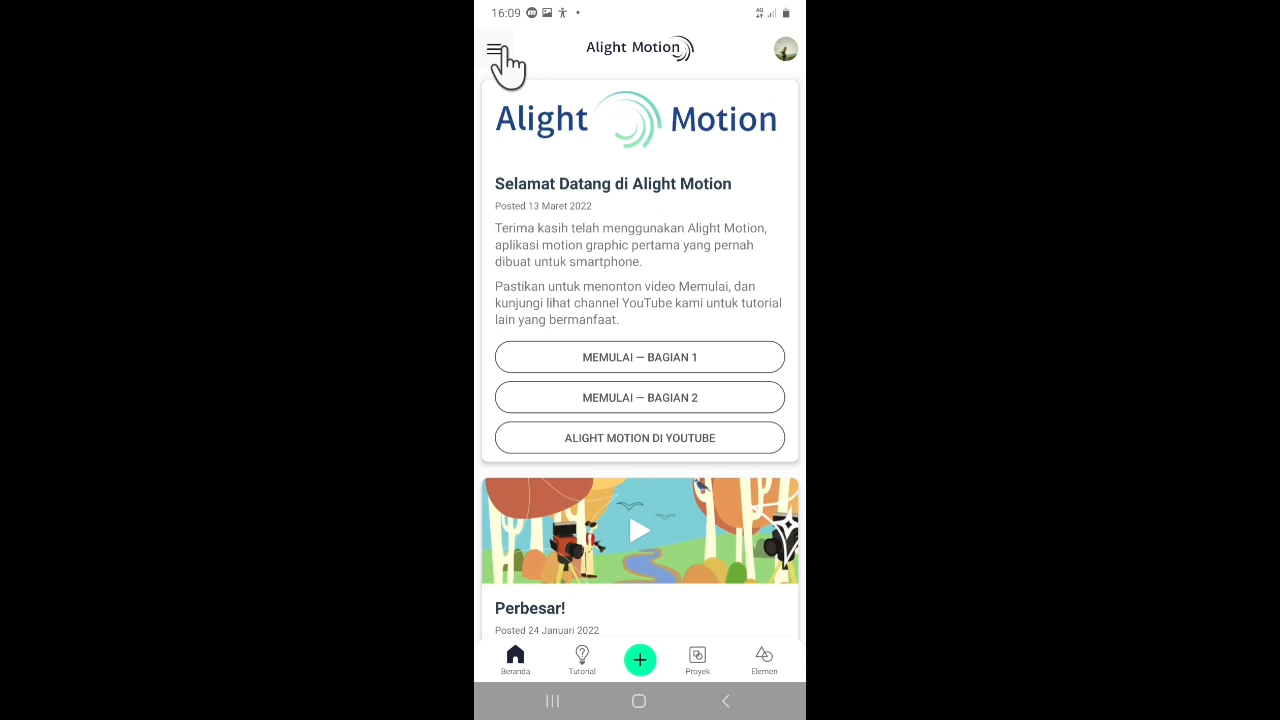 16:09
4G
Alight Motion
Alight Motion
Selamat Datang di Alight Motion
Posted 13 Maret 2022
Terima kasih telah menggunakan Alight Motion,
aplikasi motion graphic pertama yang pernah
dibuat untuk smartphone.
Pastikan untuk menonton video Memulai, dan
kunjungi lihat channel YouTube kami untuk tutorial
lain yang bermanfaat.
MEMULAI — BAGIAN 1
MEMULAI — BAGIAN 2
ALIGHT MOTION DI YOUTUBE
Perbesar!
Posted 24 Januari 2022
Beranda Tutorial + Proyek Elemen